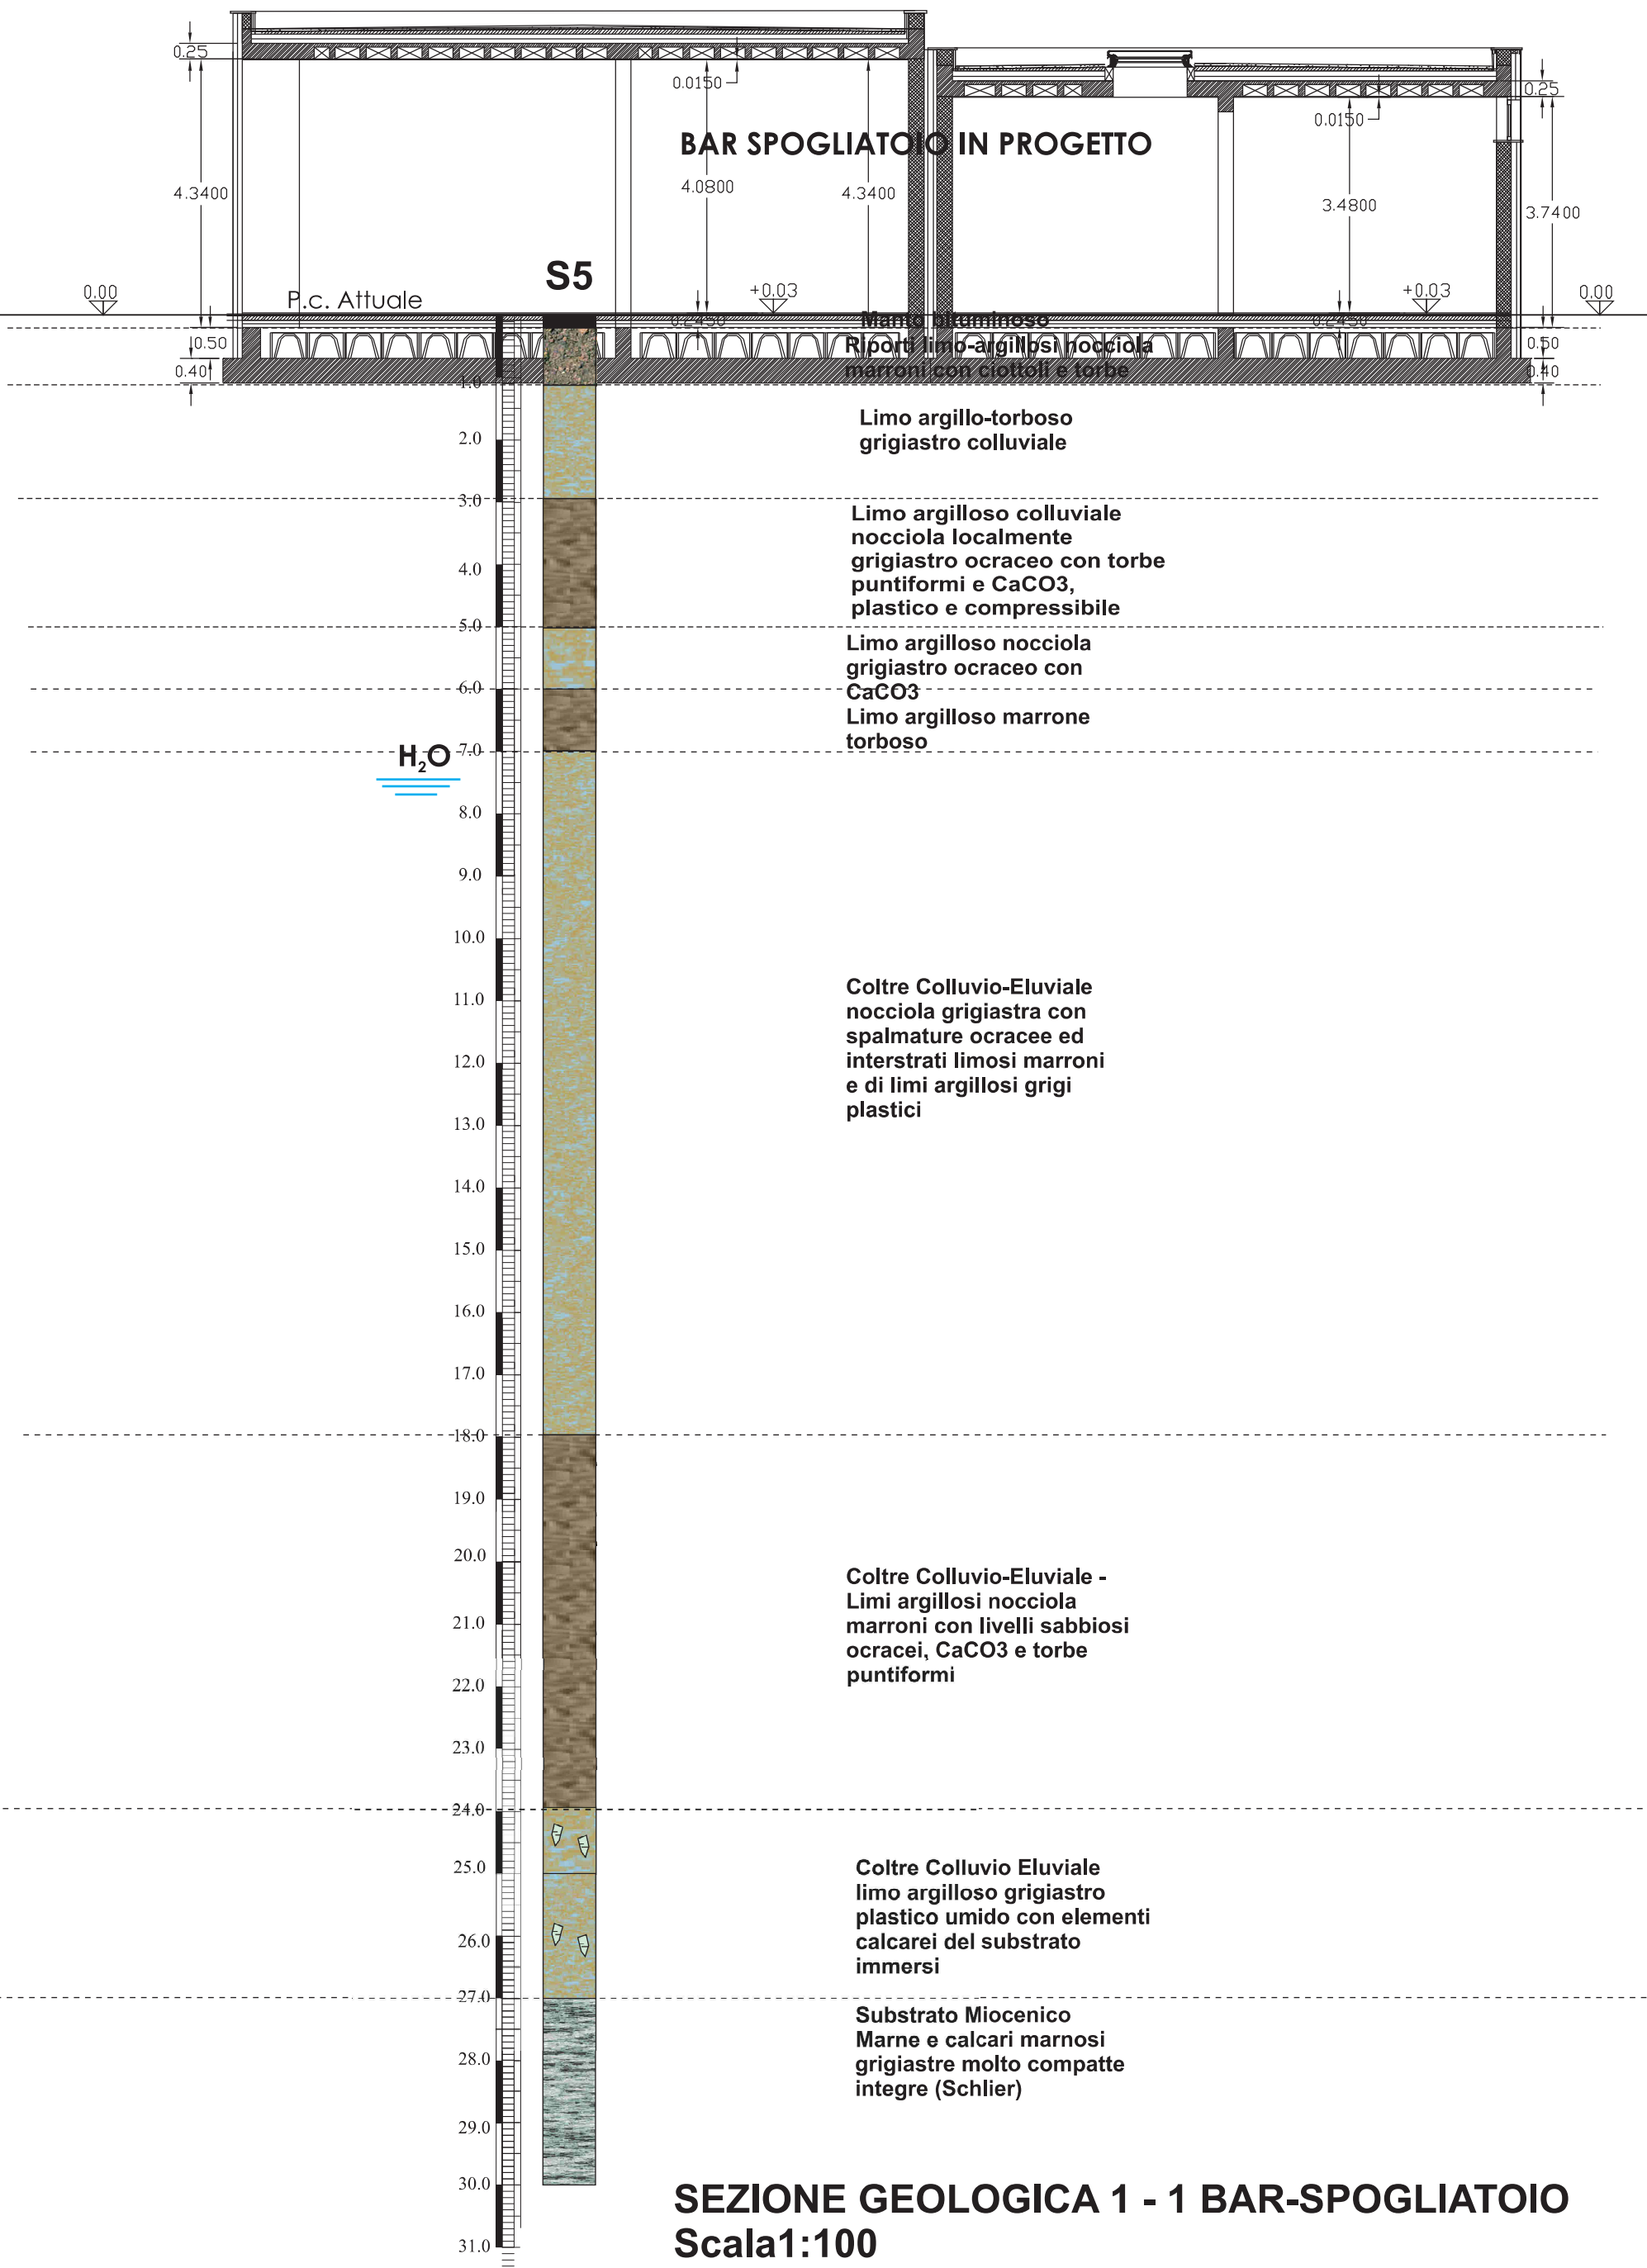 0.25
0.0150
0.25
0.0150
BAR SPOGLIATOIO IN PROGETTO
4.3400
4.0800
4.3400
3.4800
3.7400
S5
0.00
P.c. Attuale
+0.03
+0.03
0.00
0.2450
0.2450
Manto bituminoso
Riporti limo-argillosi nocciola
marroni con ciottoli e torbe
0.50
0.40
0.50
0.40
1.0
Limo argillo-torboso
grigiastro colluviale
2.0
3.0
Limo argilloso colluviale
nocciola localmente
grigiastro ocraceo con torbe
puntiformi e CaCO3,
plastico e compressibile
4.0
5.0
Limo argilloso nocciola
grigiastro ocraceo con
CaCO3
6.0
Limo argilloso marrone
torboso
7.0
H₂O
8.0
9.0
10.0
11.0
Coltre Colluvio-Eluviale
nocciola grigiastra con
spalmature ocracee ed
interstrati limosi marroni
e di limi argillosi grigi
plastici
12.0
13.0
14.0
15.0
16.0
17.0
18.0
19.0
20.0
Coltre Colluvio-Eluviale -
Limi argillosi nocciola
marroni con livelli sabbiosi
ocracei, CaCO3 e torbe
puntiformi
21.0
22.0
23.0
24.0
25.0
Coltre Colluvio Eluviale
limo argilloso grigiastro
plastico umido con elementi
calcarei del substrato
immersi
26.0
27.0
Substrato Miocenico
Marne e calcari marnosi
grigiastre molto compatte
integre (Schlier)
28.0
29.0
30.0
31.0
SEZIONE GEOLOGICA 1 - 1 BAR-SPOGLIATOIO
Scala1:100